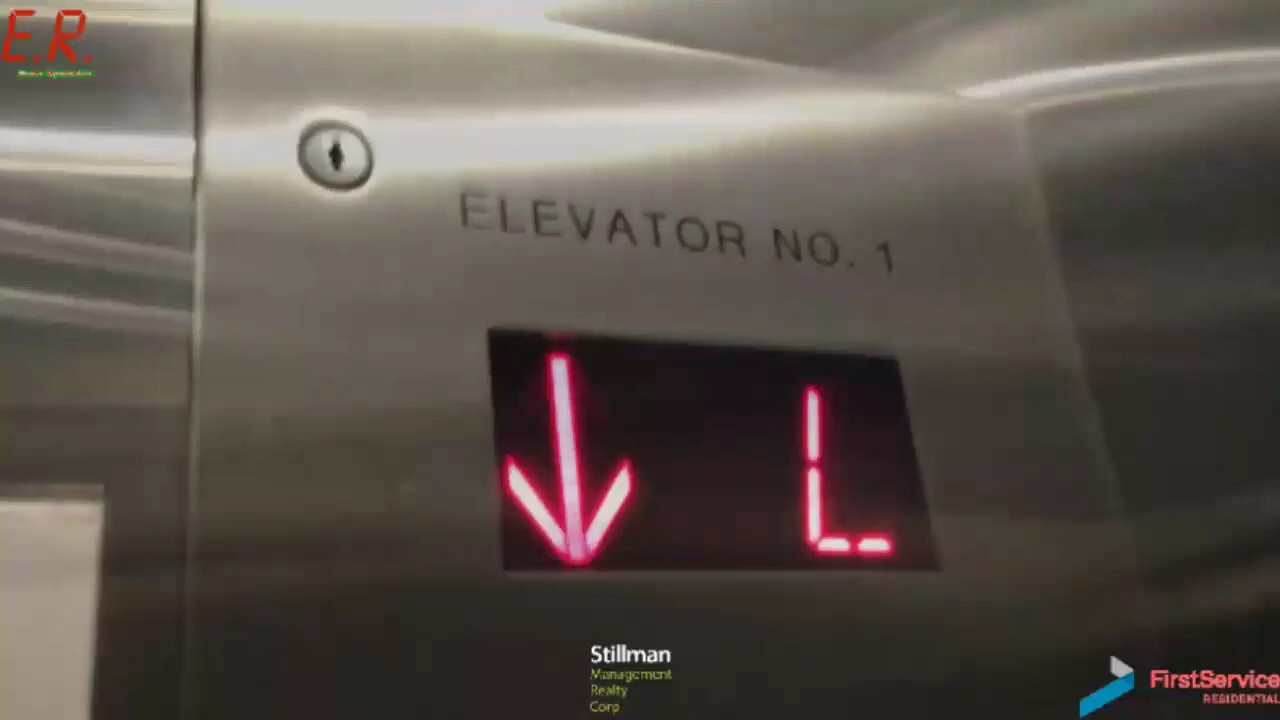 E.R.
ELEVATOR NO. 1
L
Stillman
Management
Realty
Corp
FirstService
RESIDENTIAL